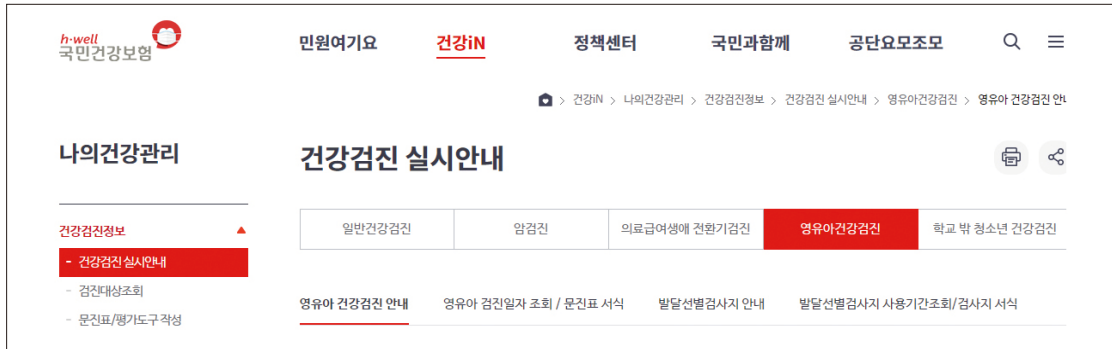 h·well
국민건강보험
민원여기요 건강iN 정책센터 국민과함께 공단요모조모
> 건강iN > 나의건강관리 > 건강검진정보 > 건강검진 실시안내 > 영유아건강검진 > 영유아 건강검진 안내
나의건강관리
건강검진 실시안내
일반건강검진 암검진 의료급여생애 전환기검진 영유아건강검진 학교 밖 청소년 건강검진
건강검진정보
- 건강검진 실시안내
- 검진대상조회
- 문진표/평가도구 작성
영유아 건강검진 안내 영유아 검진일자 조회 / 문진표 서식 발달선별검사지 안내 발달선별검사지 사용기간조회/검사지 서식